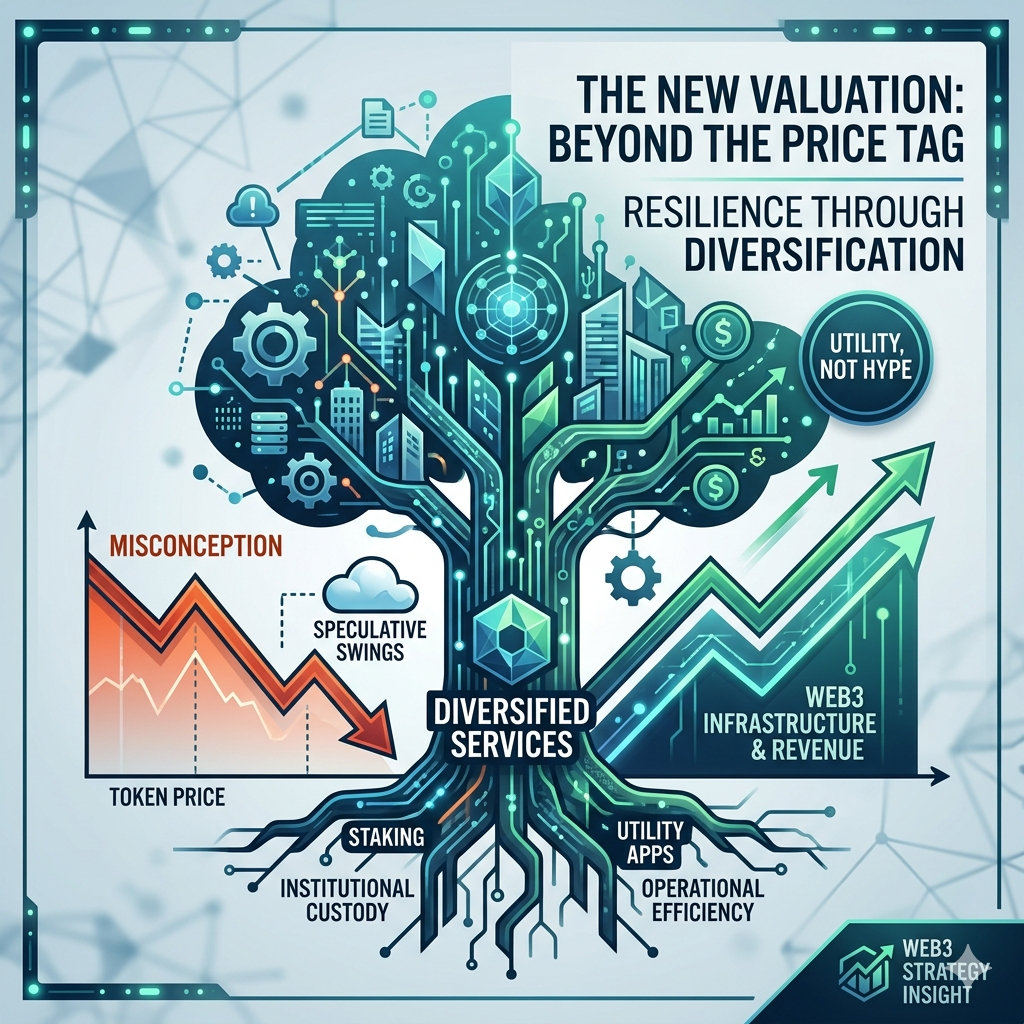 THE NEW VALUATION:
BEYOND THE PRICE TAG
RESILIENCE THROUGH
DIVERSIFICATION
UTILITY,
NOT HYPE
MISCONCEPTION
SPECULATIVE
SWINGS
TOKEN PRICE
DIVERSIFIED
SERVICES
WEB3
INFRASTRUCTURE
& REVENUE
STAKING
UTILITY
APPS
INSTITUTIONAL
CUSTODY
OPERATIONAL
EFFICIENCY
WEB3
STRATEGY
INSIGHT